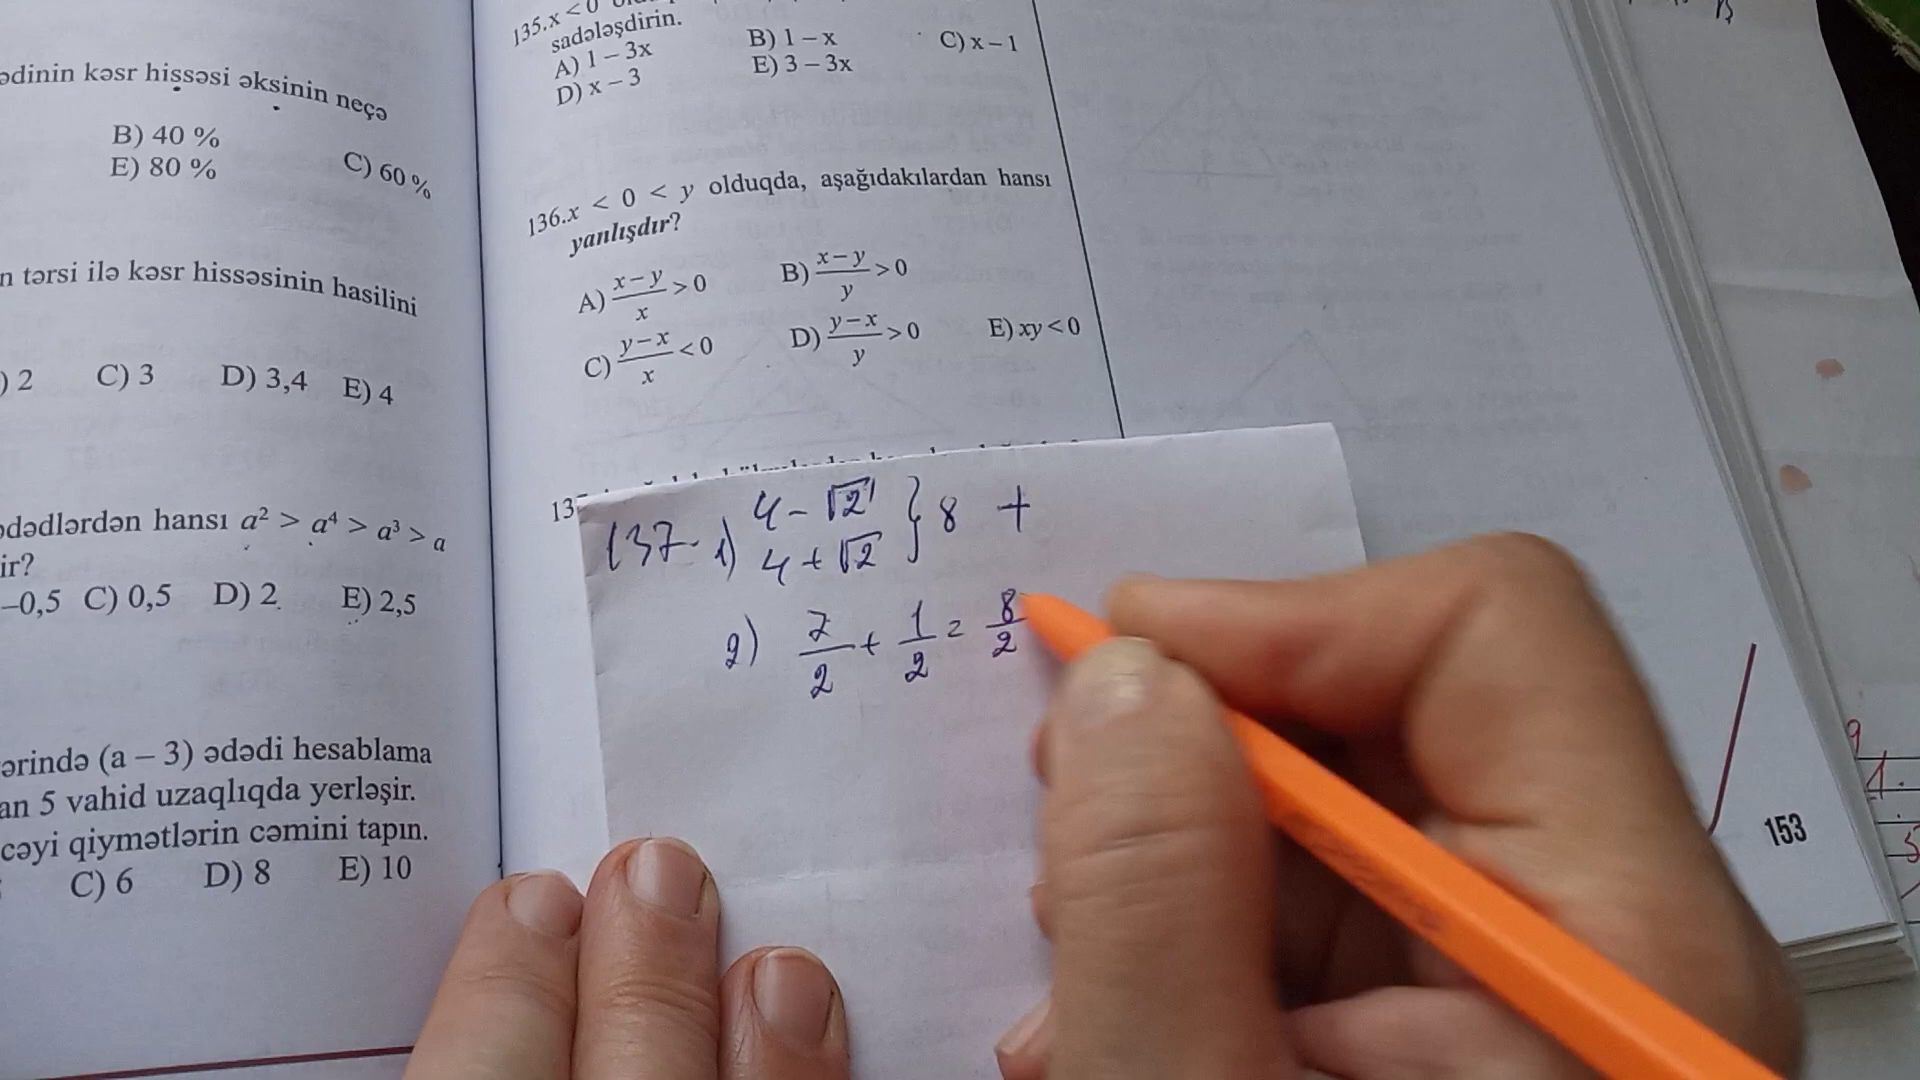 ədinin kəsr hissəsi əksinin neçə
B) 40 %
C) 60 %
E) 80 %
n tərsi ilə kəsr hissəsinin hasilini
) 2 C) 3 D) 3,4 E) 4
ədədlərdən hansı a² > a⁴ > a³ > a
ir?
–0,5 C) 0,5 D) 2 E) 2,5
ərində (a – 3) ədədi hesablama
an 5 vahid uzaqlıqda yerləşir.
cəyi qiymətlərin cəmini tapın.
C) 6 D) 8 E) 10
135. x < 0
sadələşdirin.
A) 1 – 3x B) 1 – x C) x – 1
D) x – 3 E) 3 – 3x
136. x < 0 < y olduqda, aşağıdakılardan hansı
yanlışdır?
A) (x – y)/x > 0 B) (x – y)/y > 0
C) (y – x)/x < 0 D) (y – x)/y > 0 E) xy < 0
13
137. 1) 4 - √2
4 + √2 } 8 +
2) 7/2 + 1/2 = 8/2
153